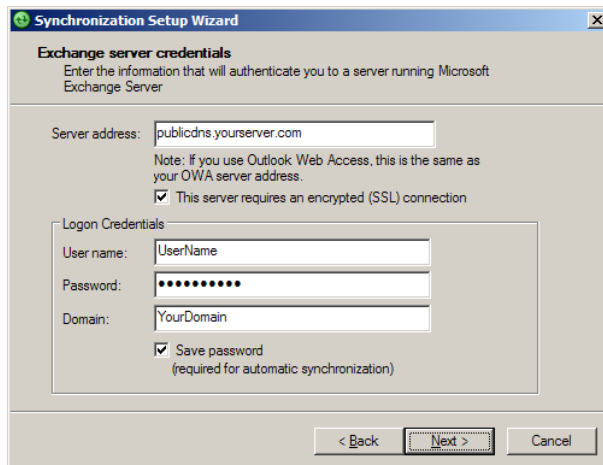 Synchronization Setup Wizard
Exchange server credentials
Enter the information that will authenticate you to a server running Microsoft
Exchange Server
Server address: publicdns.yourserver.com
Note: If you use Outlook Web Access, this is the same as
your OWA server address.
This server requires an encrypted (SSL) connection
Logon Credentials
User name: UserName
Password: ••••••••••
Domain: YourDomain
Save password
(required for automatic synchronization)
< Back Next > Cancel